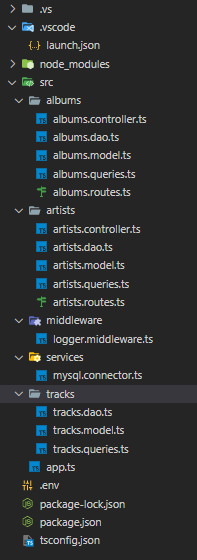 .vs
.vscode
launch.json
node_modules
src
albums
albums.controller.ts
albums.dao.ts
albums.model.ts
albums.queries.ts
albums.routes.ts
artists
artists.controller.ts
artists.dao.ts
artists.model.ts
artists.queries.ts
artists.routes.ts
middleware
logger.middleware.ts
services
mysql.connector.ts
tracks
tracks.dao.ts
tracks.model.ts
tracks.queries.ts
app.ts
.env
package-lock.json
package.json
tsconfig.json